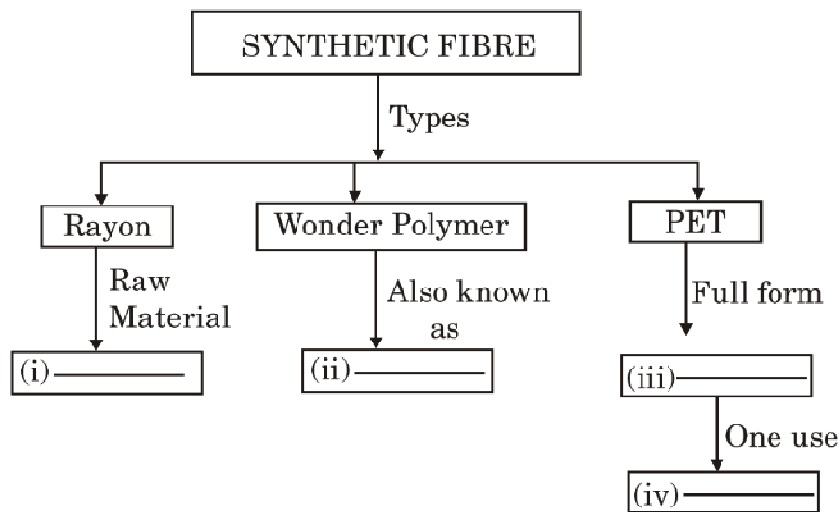 SYNTHETIC FIBRE
Types
Rayon
Wonder Polymer
PET
Raw
Material
Also known
as
Full form
(i)
(ii)
(iii)
One use
(iv)